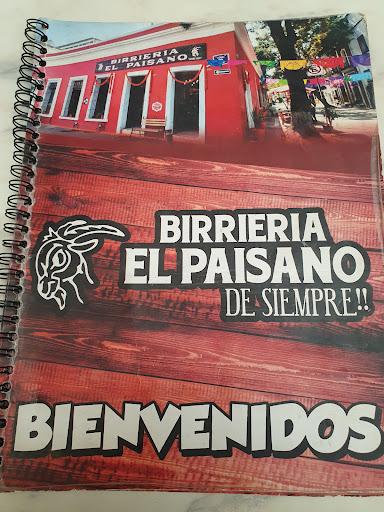 BIRRIERIA
EL PAISANO
BIRRIERIA
EL PAISANO
DE SIEMPRE!!
BIENVENIDOS